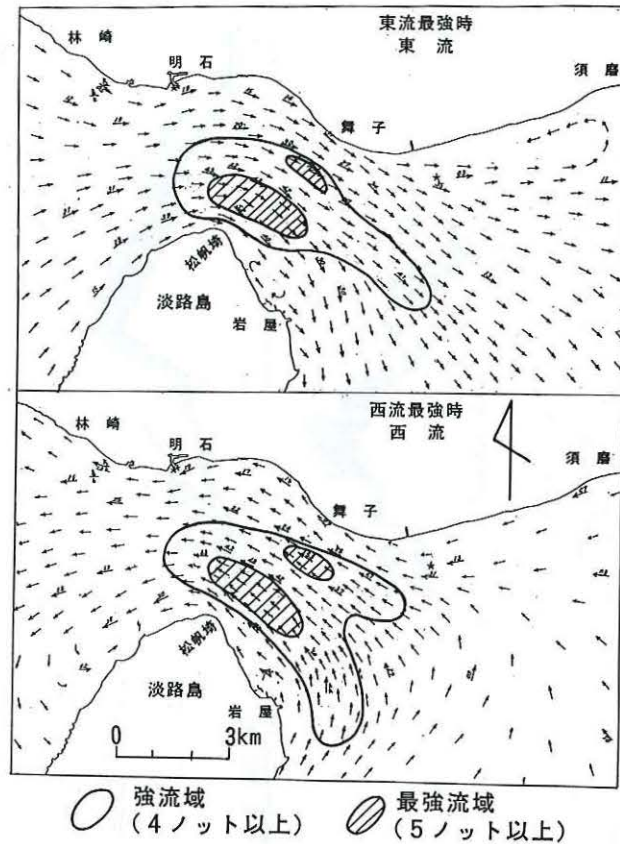 東流最強時
東流
林崎
明石
須磨
舞子
松帆埼
淡路島
岩屋
西流最強時
西流
林崎
明石
須磨
舞子
松帆埼
淡路島
岩屋
0 3km
強流域
(4ノット以上)
最強流域
(5ノット以上)